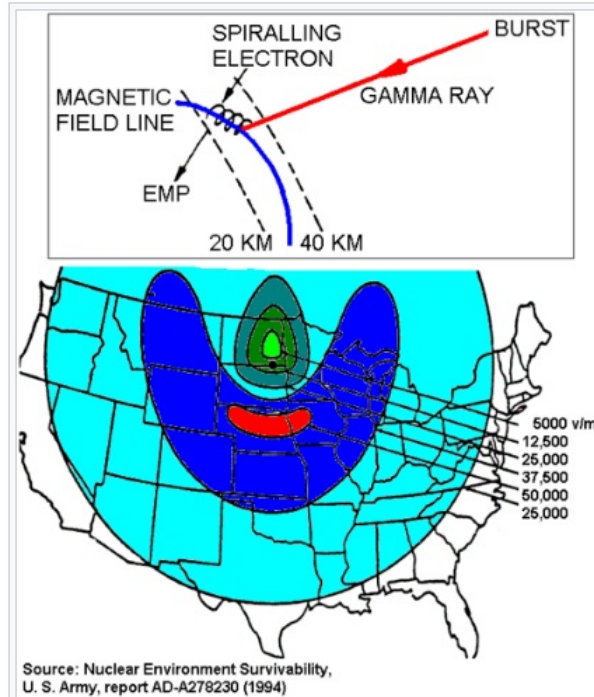 SPIRALLING
ELECTRON
BURST
GAMMA RAY
MAGNETIC
FIELD LINE
EMP
20 KM
40 KM
5000 v/m
12,500
25,000
37,500
50,000
25,000
Source: Nuclear Environment Survivability,
U. S. Army, report AD-A278230 (1994)